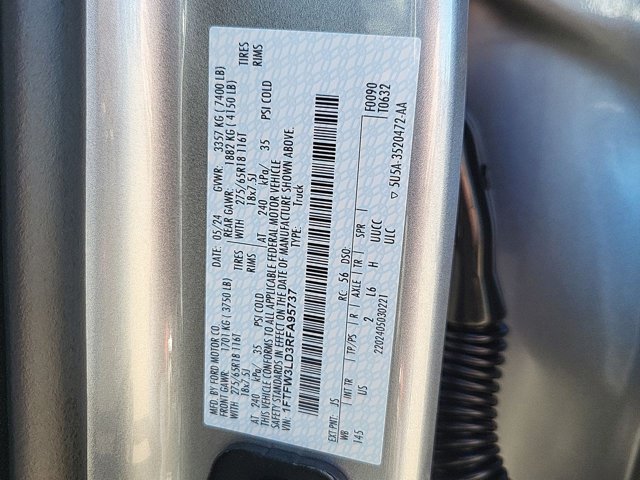 MFD. BY FORD MOTOR CO. DATE: 05/24 GVWR: 3357 KG ( 7400 LB)
FRONT GAWR: 1701 KG ( 3750 LB) REAR GAWR: 1882 KG ( 4150 LB)
WITH 275/65R18 116T TIRES WITH 275/65R18 116T TIRES
18x7.5J RIMS 18x7.5J RIMS
AT 240 kPa/ 35 PSI COLD AT 240 kPa/ 35 PSI COLD
THIS VEHICLE CONFORMS TO ALL APPLICABLE FEDERAL MOTOR VEHICLE
SAFETY STANDARDS IN EFFECT ON THE DATE OF MANUFACTURE SHOWN ABOVE.
VIN: 1FTFW3LD3RFA95737 TYPE: Truck
F0090
T0632
EXT PNT: JS RC: 56 DSO:
WB INT TR TP/PS R AXLE TR SPR
145 US 2 L6 H UUCC
ULC
2202405030221 ▽ 5U5A-3520472-AA